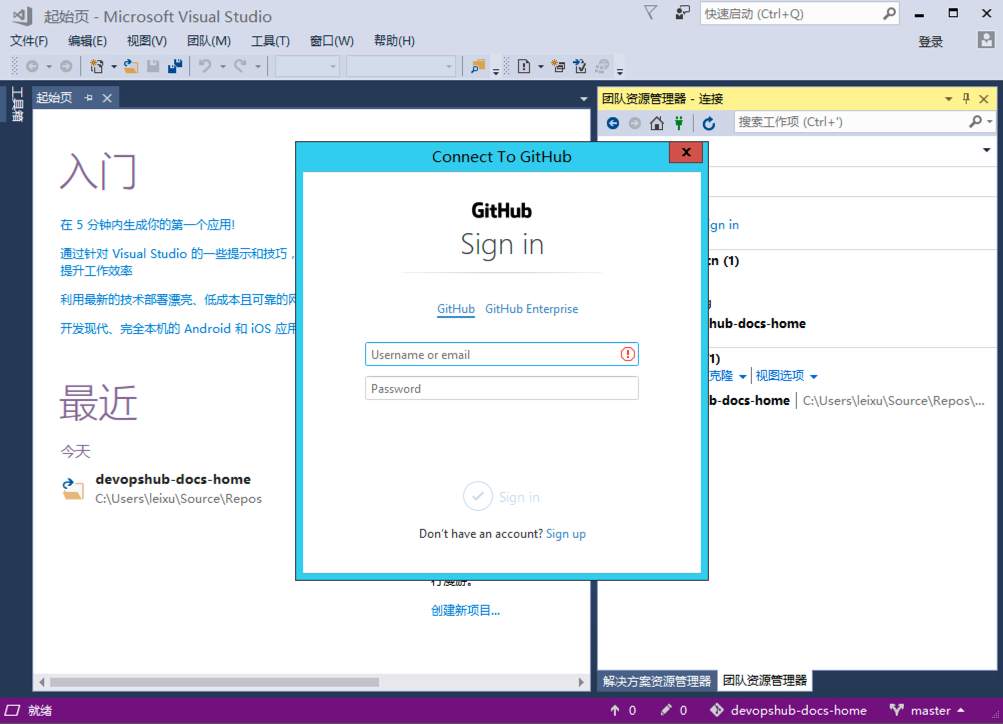 起始页 - Microsoft Visual Studio
快速启动 (Ctrl+Q)
文件(F) 编辑(E) 视图(V) 团队(M) 工具(T) 窗口(W) 帮助(H)
登录
工具箱
起始页
团队资源管理器 - 连接
搜索工作项 (Ctrl+')
入门
在 5 分钟内生成你的第一个应用!
通过针对 Visual Studio 的一些提示和技巧，
提升工作效率
利用最新的技术部署漂亮、低成本且可靠的网
开发现代、完全本机的 Android 和 iOS 应用
最近
今天
devopshub-docs-home
C:\Users\leixu\Source\Repos
行漫游。
创建新项目...
Connect To GitHub
GitHub
Sign in
GitHub GitHub Enterprise
Username or email
Password
Sign in
Don't have an account? Sign up
gn in
cn (1)
hub-docs-home
1)
克隆 视图选项
b-docs-home C:\Users\leixu\Source\Repos\...
解决方案资源管理器 团队资源管理器
就绪
0 0 devopshub-docs-home master